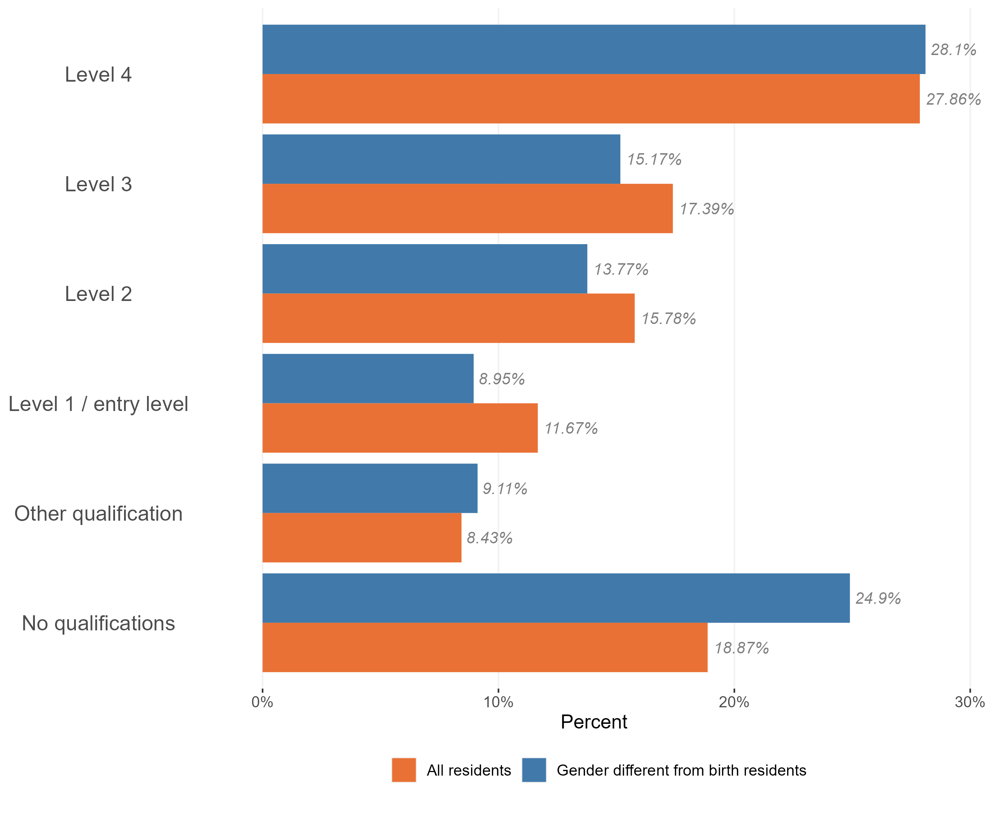 Level 4
28.1%
27.86%
Level 3
15.17%
17.39%
Level 2
13.77%
15.78%
Level 1 / entry level
8.95%
11.67%
Other qualification
9.11%
8.43%
No qualifications
24.9%
18.87%
0% 10% 20% 30%
Percent
All residents Gender different from birth residents